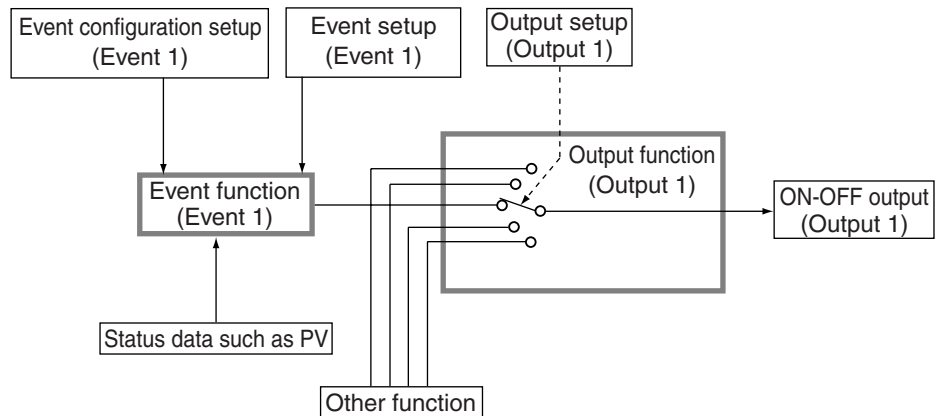 Event configuration setup
(Event 1)
Event setup
(Event 1)
Output setup
(Output 1)
Event function
(Event 1)
Output function
(Output 1)
ON-OFF output
(Output 1)
Status data such as PV
Other function